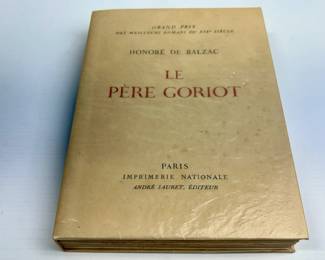 GRAND PRIX
DES MEILLEURS ROMANS DU XIXe SIÈCLE
HONORÉ DE BALZAC
LE
PÈRE GORIOT
PARIS
IMPRIMERIE NATIONALE
ANDRÉ SAURET, ÉDITEUR